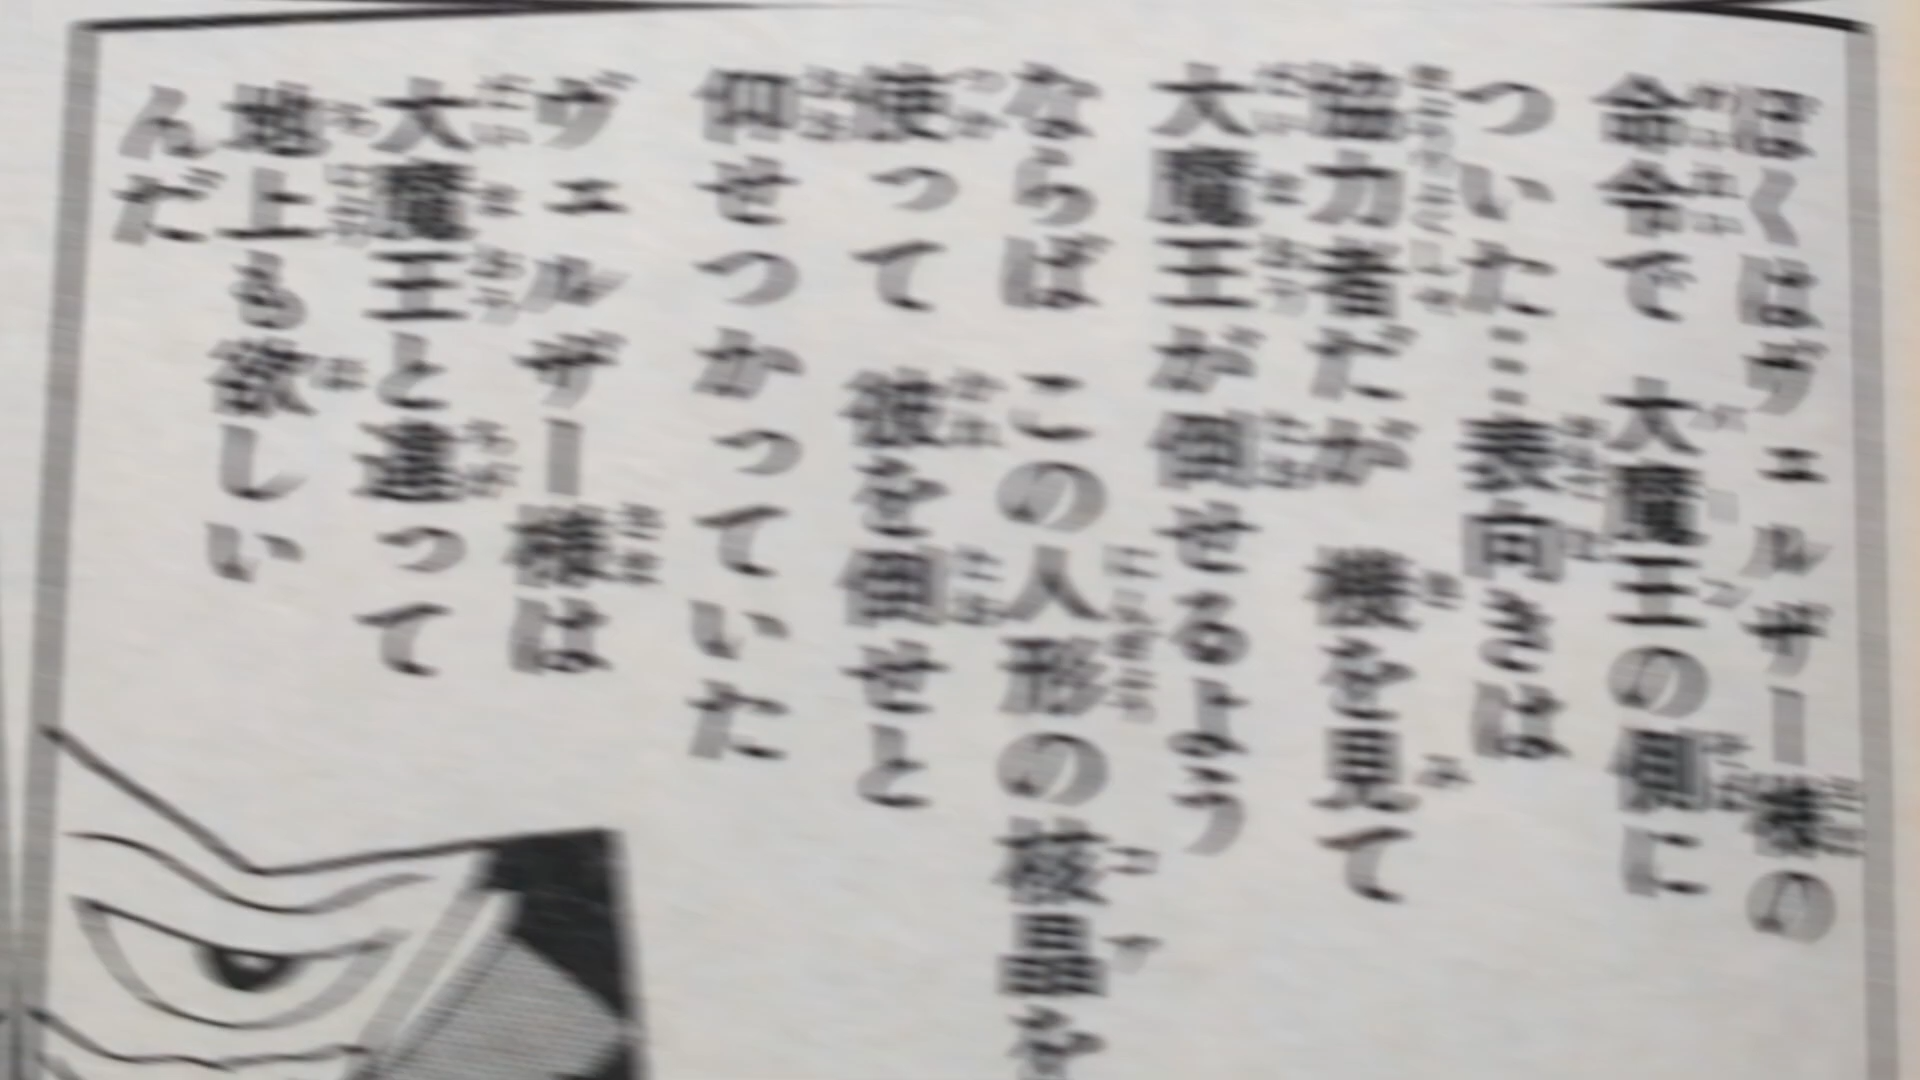 ぼくはヴェルザー様の
命令で 大魔王の側に
ついた…表向きは
協力者だが 機を見て
大魔王が倒せるよう
ならば この人形の核晶を
使って 彼を倒せと
仰せつかっていた
ヴェルザー様は
大魔王と違って
地上も欲しい
んだ